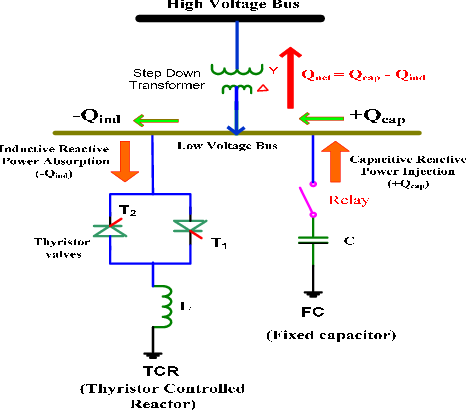 High Voltage Bus
Step Down
Transformer
Y
Δ
Qnet = Qcap - Qind
-Qind
+Qcap
Low Voltage Bus
Inductive Reactive
Power Absorption
(-Qind)
Capacitive Reactive
Power Injection
(+Qcap)
T2
T1
Thyristor
valves
Relay
C
L
FC
(Fixed capacitor)
TCR
(Thyristor Controlled
Reactor)